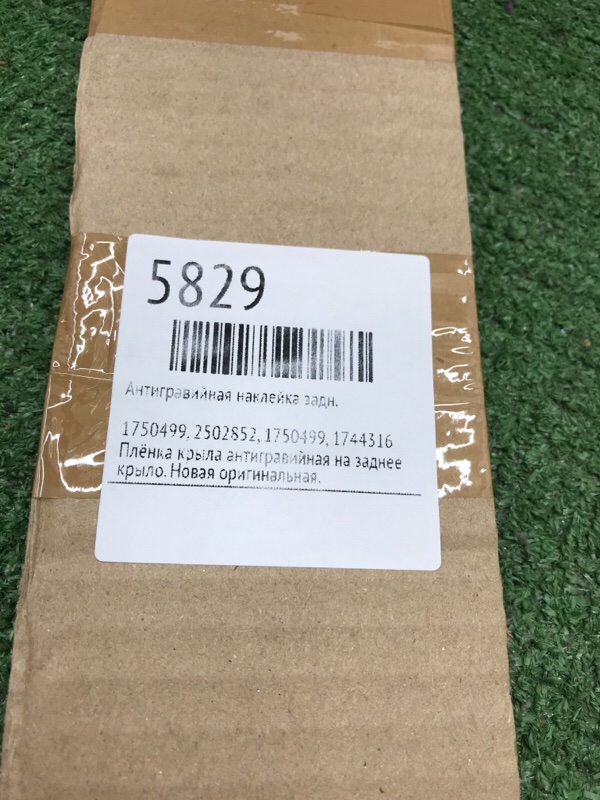 5829
Антигравийная наклейка задн.
1750499, 2502852, 1750499, 1744316
Плёнка крыла антигравийная на заднее
крыло. Новая оригинальная.